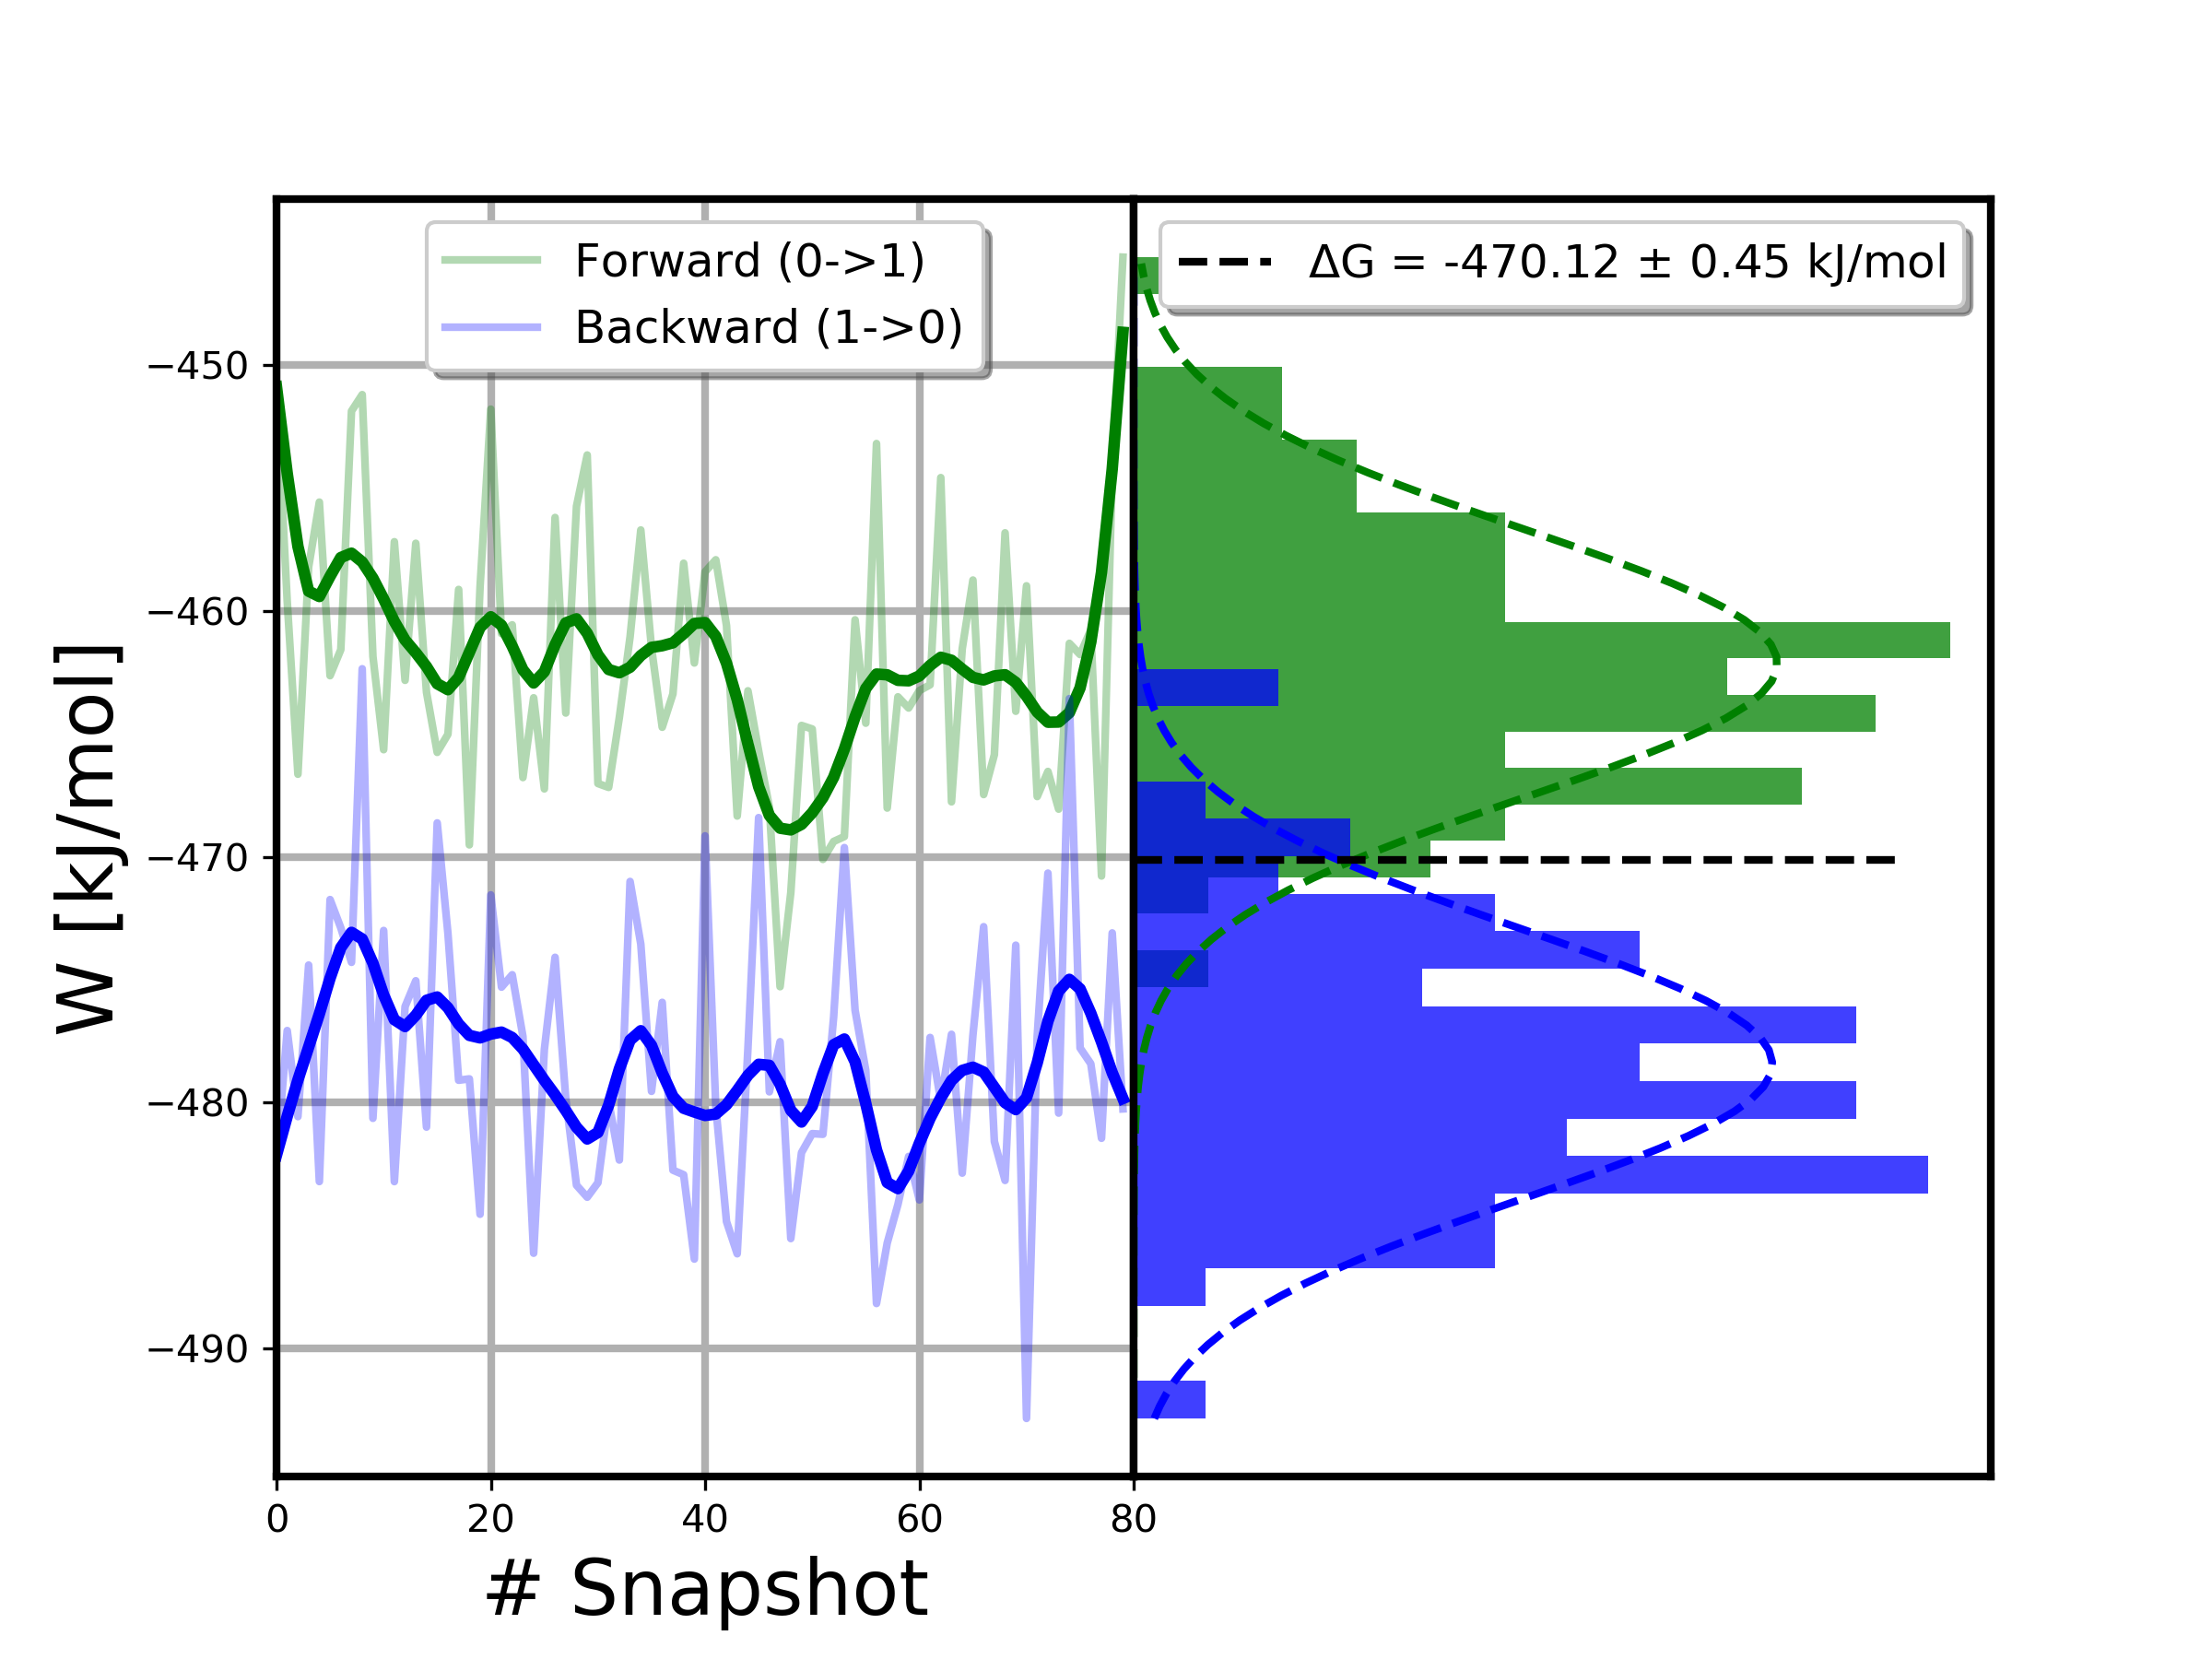 Forward (0->1)
Backward (1->0)
ΔG = -470.12 ± 0.45 kJ/mol
W [kJ/mol]
−450
−460
−470
−480
−490
0
20
40
60
80
# Snapshot